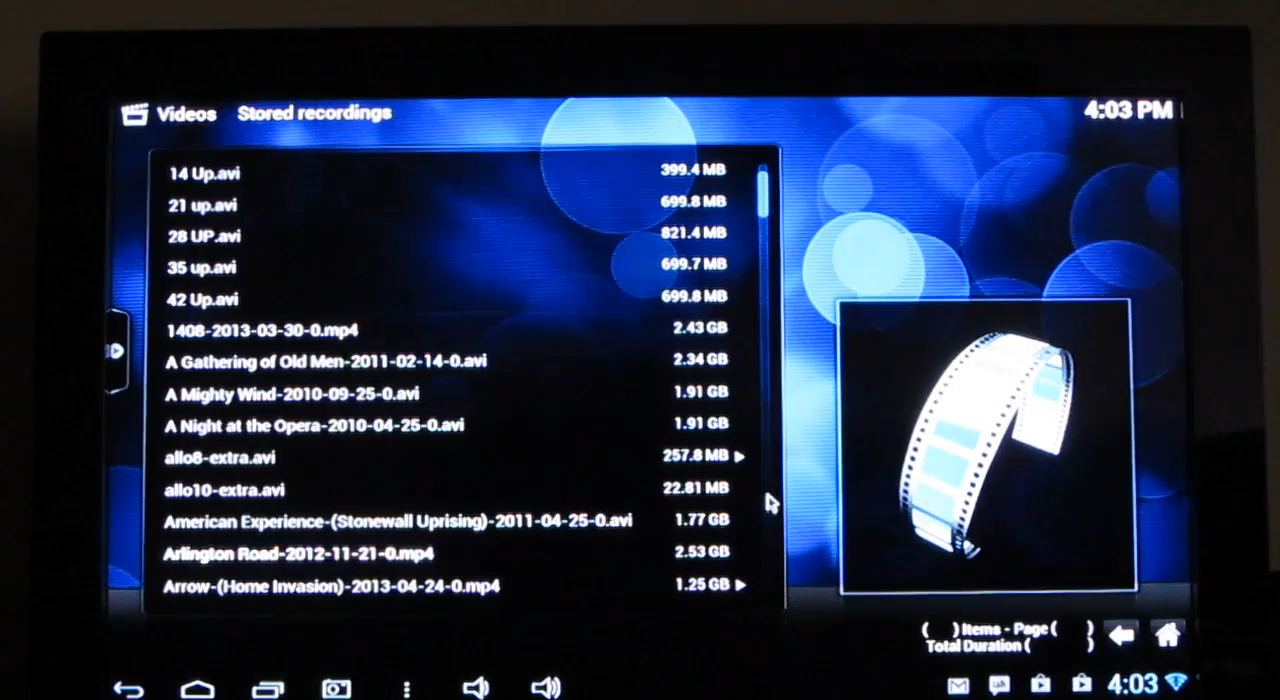 Videos Stored recordings 4:03 PM
14 Up.avi 399.4 MB
21 up.avi 699.8 MB
28 UP.avi 821.4 MB
35 up.avi 699.7 MB
42 Up.avi 699.8 MB
1408-2013-03-30-0.mp4 2.43 GB
A Gathering of Old Men-2011-02-14-0.avi 2.34 GB
A Mighty Wind-2010-09-25-0.avi 1.91 GB
A Night at the Opera-2010-04-25-0.avi 1.91 GB
allo8-extra.avi 257.8 MB
allo10-extra.avi 22.81 MB
American Experience-(Stonewall Uprising)-2011-04-25-0.avi 1.77 GB
Arlington Road-2012-11-21-0.mp4 2.53 GB
Arrow-(Home Invasion)-2013-04-24-0.mp4 1.25 GB
( ) Items - Page ( )
Total Duration ( )
4:03